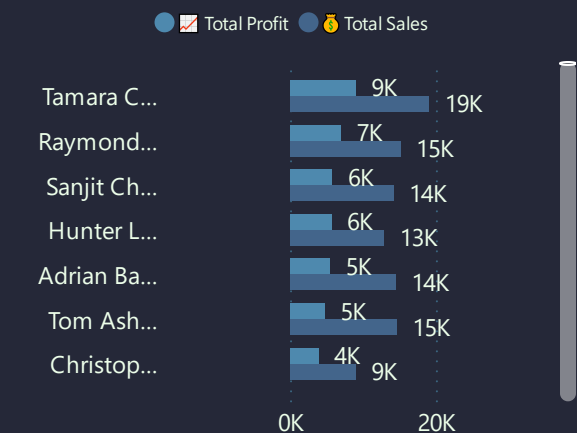 📈 Total Profit 💰 Total Sales
Tamara C... 9K 19K
Raymond... 7K 15K
Sanjit Ch... 6K 14K
Hunter L... 6K 13K
Adrian Ba... 5K 14K
Tom Ash... 5K 15K
Christop... 4K 9K
0K 20K